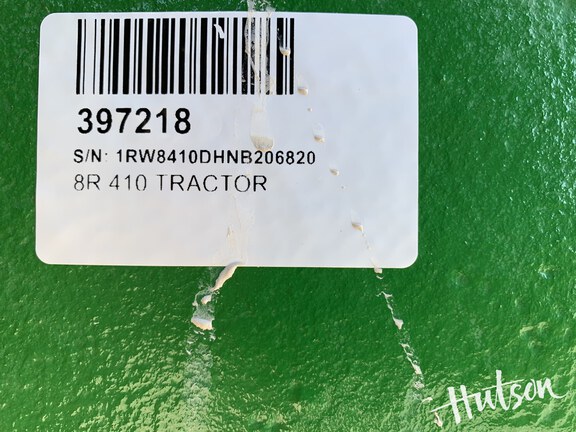 397218
S/N: 1RW8410DHNB206820
8R 410 TRACTOR
Hutson